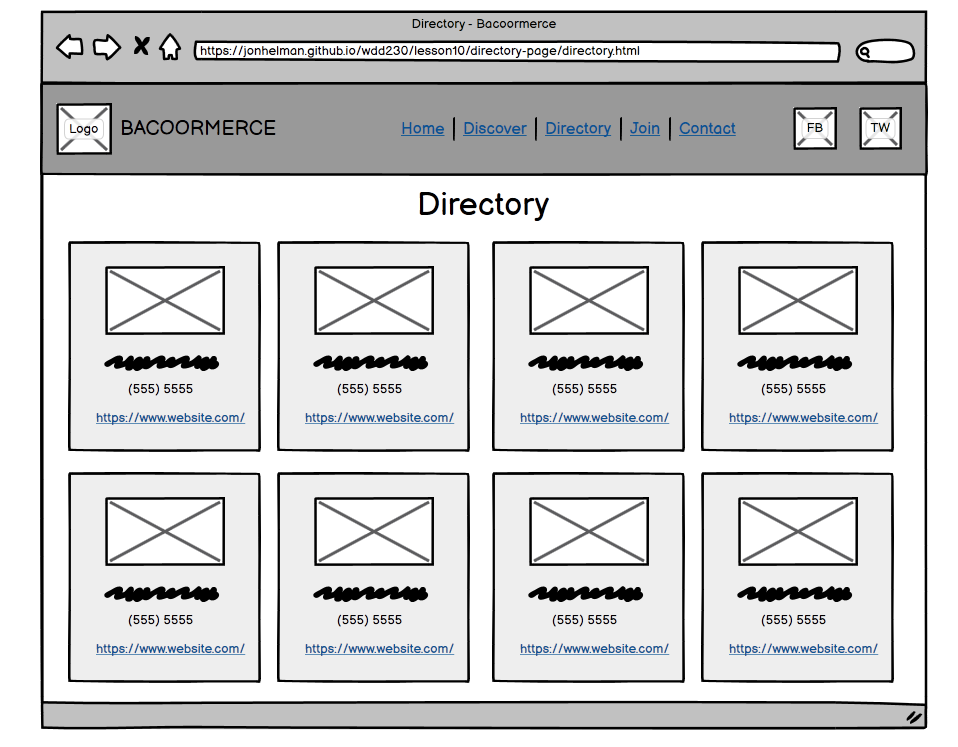 Directory - Bacoormerce
https://jonhelman.github.io/wdd230/lesson10/directory-page/directory.html
Logo BACOORMERCE Home Discover Directory Join Contact FB TW
Directory
(555) 5555 (555) 5555 (555) 5555 (555) 5555
https://www.website.com/ https://www.website.com/ https://www.website.com/ https://www.website.com/
(555) 5555 (555) 5555 (555) 5555 (555) 5555
https://www.website.com/ https://www.website.com/ https://www.website.com/ https://www.website.com/